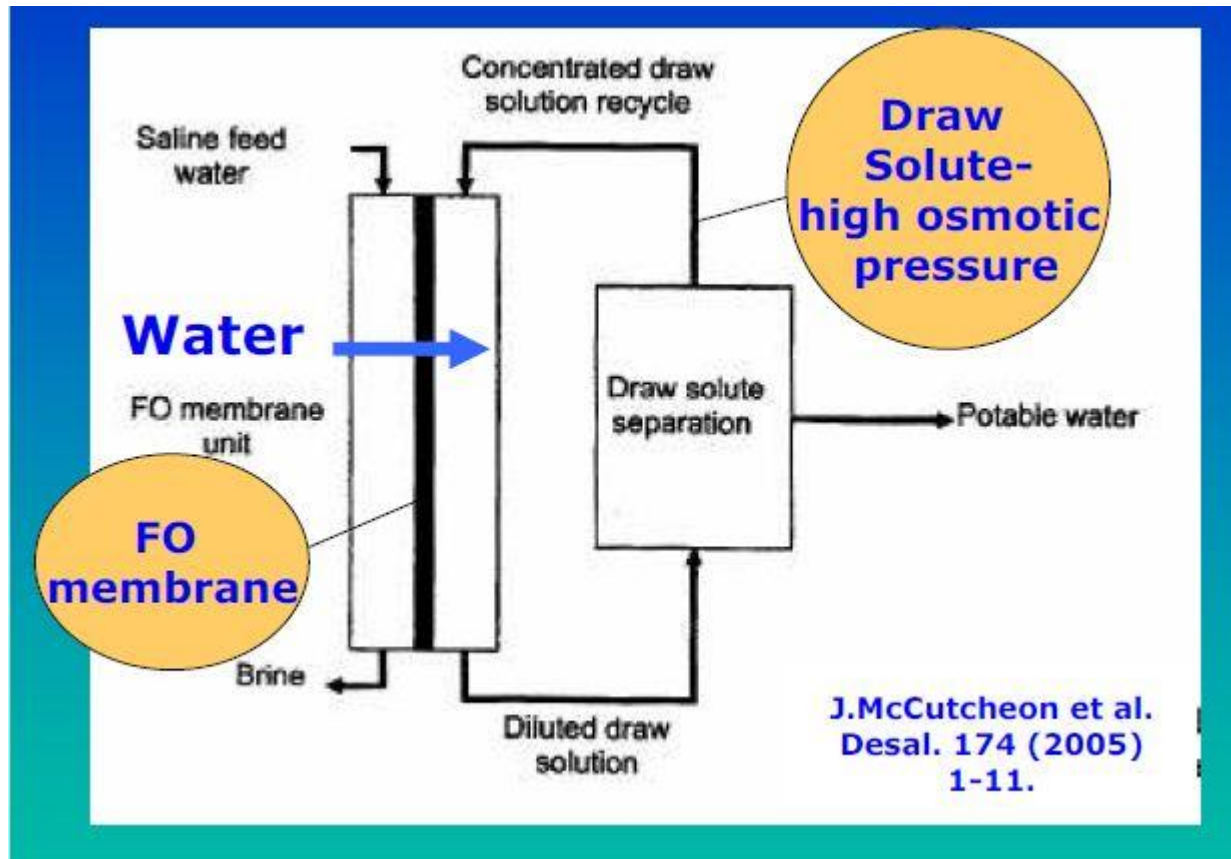 Concentrated draw
solution recycle
Draw
Solute-
high osmotic
pressure
Saline feed
water
Water
FO membrane
unit
Draw solute
separation
Potable water
FO
membrane
Brine
Diluted draw
solution
J.McCutcheon et al.
Desal. 174 (2005)
1-11.